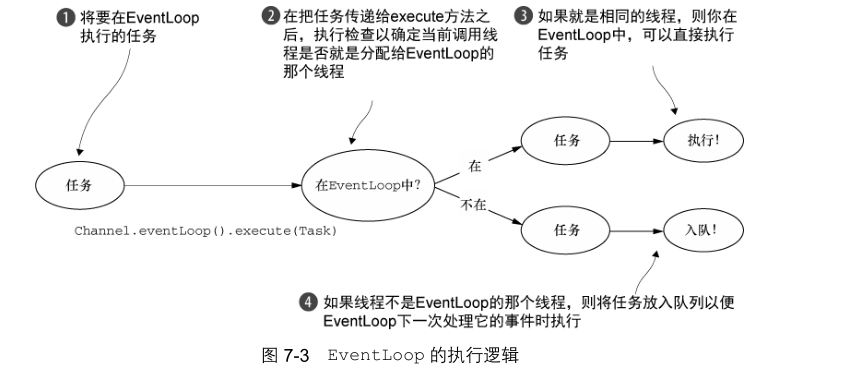 ❶ 将要在EventLoop
执行的任务
❷ 在把任务传递给execute方法之
后，执行检查以确定当前调用线
程是否就是分配给EventLoop的
那个线程
❸ 如果就是相同的线程，则你在
EventLoop中，可以直接执行
任务
任务
在EventLoop中？
在
不在
任务
执行！
任务
入队！
Channel.eventLoop().execute(Task)
❹ 如果线程不是EventLoop的那个线程，则将任务放入队列以便
EventLoop下一次处理它的事件时执行
图 7-3 EventLoop 的执行逻辑